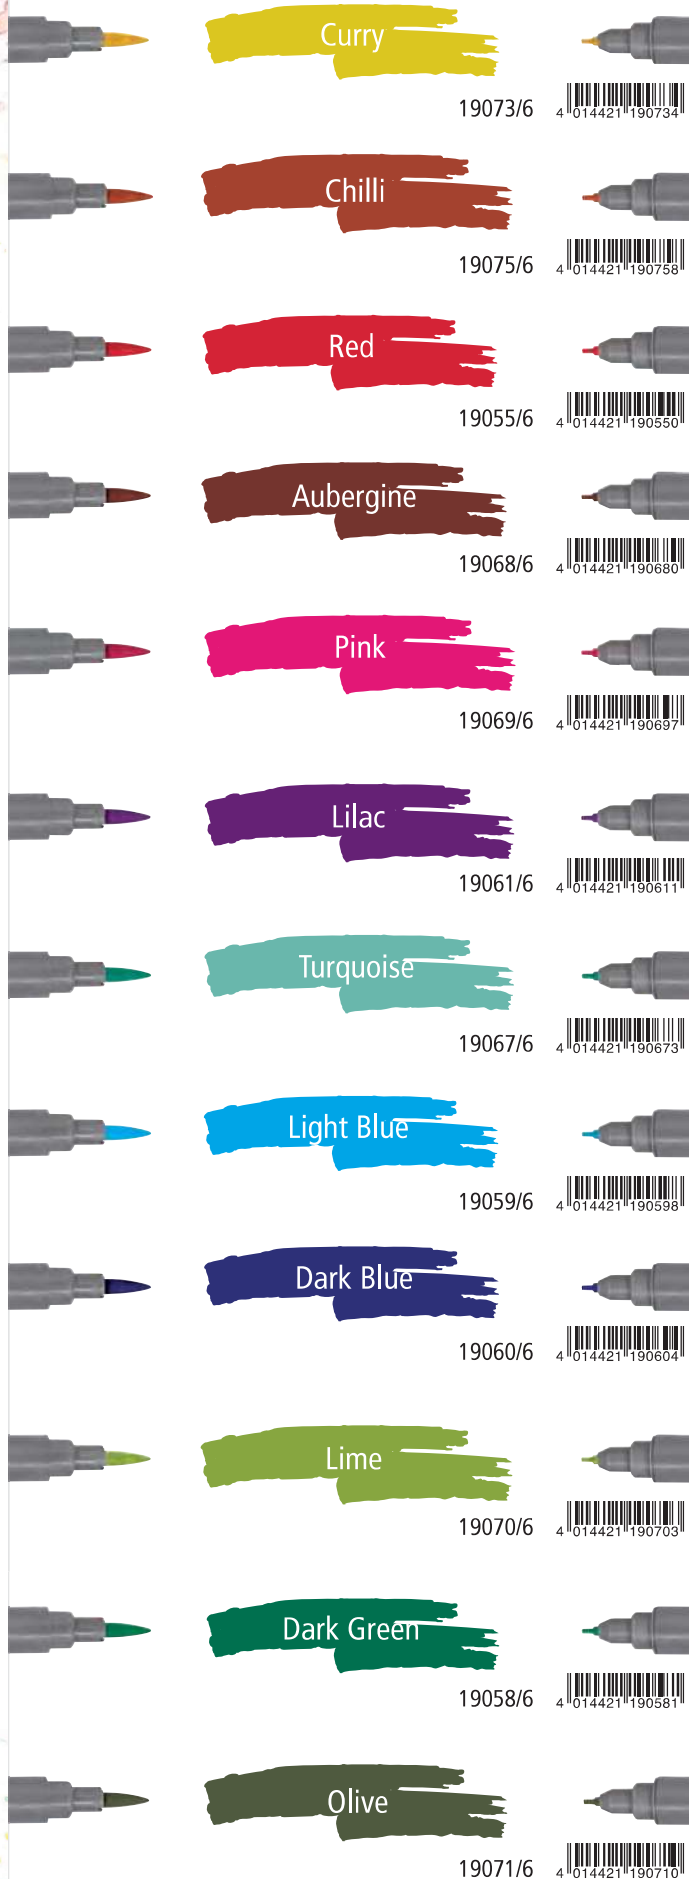 Curry
19073/6
4 014421 190734
Chilli
19075/6
4 014421 190758
Red
19055/6
4 014421 190550
Aubergine
19068/6
4 014421 190680
Pink
19069/6
4 014421 190697
Lilac
19061/6
4 014421 190611
Turquoise
19067/6
4 014421 190673
Light Blue
19059/6
4 014421 190598
Dark Blue
19060/6
4 014421 190604
Lime
19070/6
4 014421 190703
Dark Green
19058/6
4 014421 190581
Olive
19071/6
4 014421 190710